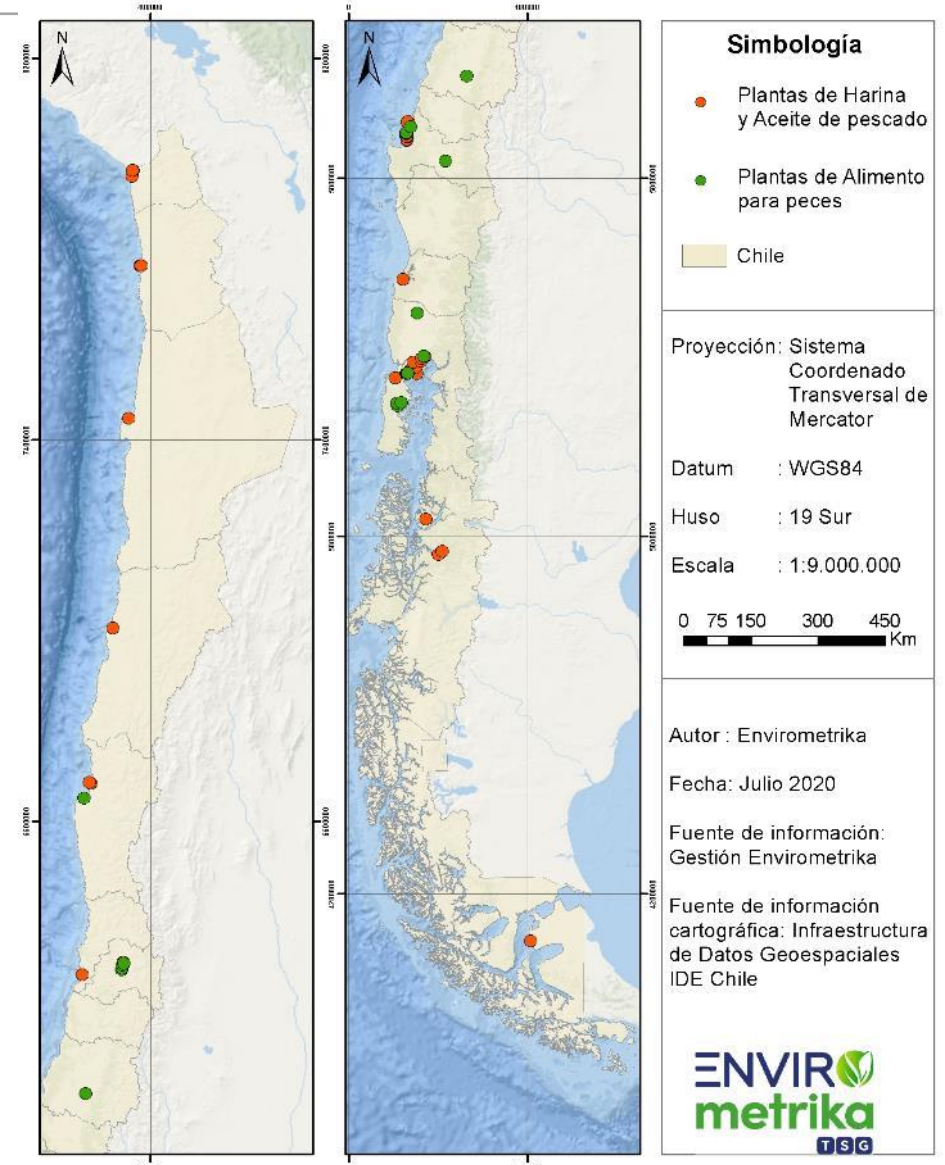 N
N
Simbología
Plantas de Harina
y Aceite de pescado
Plantas de Alimento
para peces
Chile
Proyección: Sistema
Coordenado
Transversal de
Mercator
Datum : WGS84
Huso : 19 Sur
Escala : 1:9.000.000
0 75 150 300 450
Km
Autor : Envirometrika
Fecha: Julio 2020
Fuente de información:
Gestión Envirometrika
Fuente de información
cartográfica: Infraestructura
de Datos Geoespaciales
IDE Chile
ENVIRO
metrika
TSG